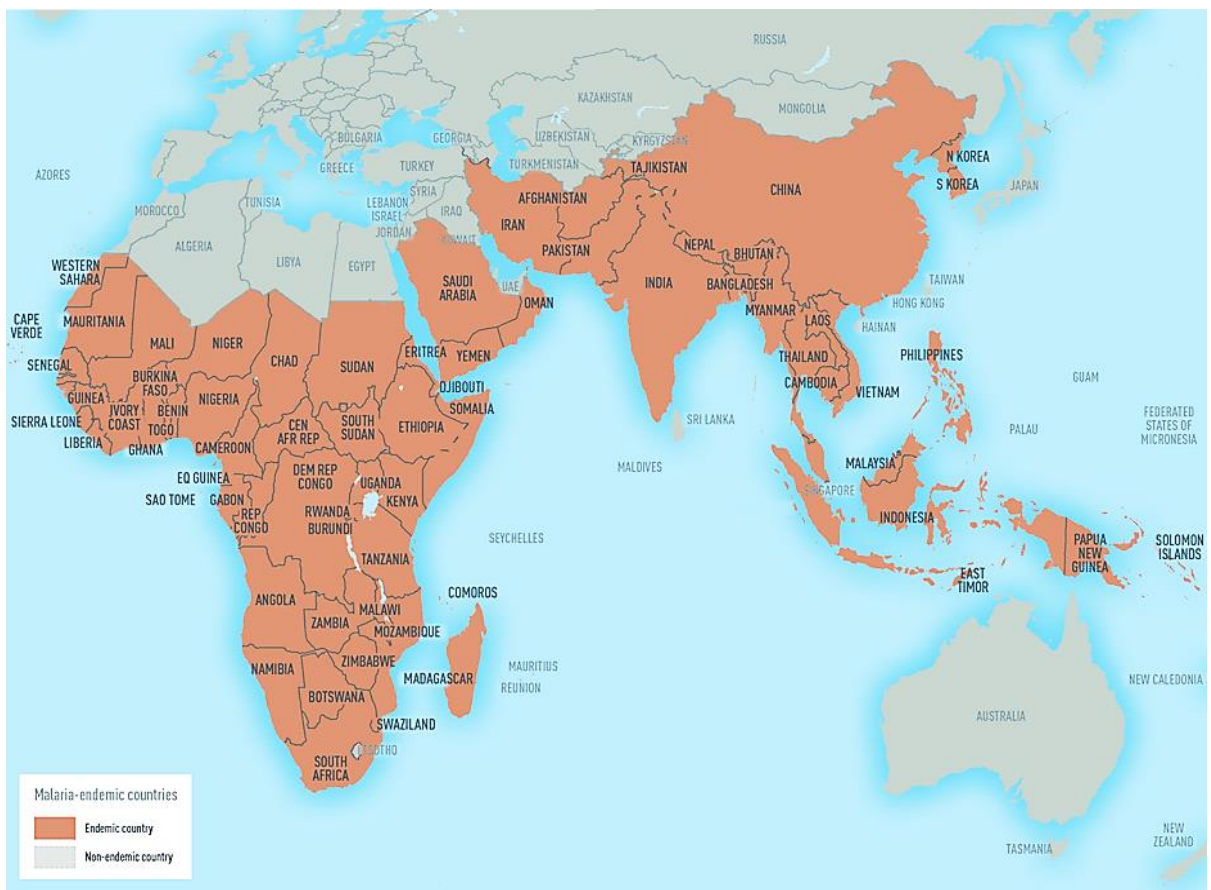 RUSSIA
KAZAKHSTAN
MONGOLIA
BULGARIA
GEORGIA
UZBEKISTAN
KYRGYZSTAN
GREECE
TURKEY
TURKMENISTAN
TAJIKISTAN
N KOREA
S KOREA
JAPAN
AZORES
TUNISIA
MOROCCO
SYRIA
LEBANON
ISRAEL
IRAQ
JORDAN
KUWAIT
AFGHANISTAN
IRAN
PAKISTAN
CHINA
ALGERIA
LIBYA
EGYPT
NEPAL
BHUTAN
WESTERN
SAHARA
SAUDI
ARABIA
UAE
OMAN
INDIA
BANGLADESH
TAIWAN
HONG KONG
MYANMAR
LAOS
HAINAN
CAPE
VERDE
MAURITANIA
MALI
NIGER
CHAD
SUDAN
ERITREA
YEMEN
THAILAND
PHILIPPINES
SENEGAL
BURKINA
FASO
GUINEA
IVORY
COAST
BENIN
TOGO
NIGERIA
OJIBOUTI
SOMALIA
CAMBODIA
VIETNAM
GUAM
SIERRA LEONE
LIBERIA
GHANA
CAMEROON
CEN
AFR REP
SOUTH
SUDAN
ETHIOPIA
SRI LANKA
MALDIVES
PALAU
FEDERATED
STATES OF
MICRONESIA
EQ GUINEA
SAO TOME
GABON
REP
CONGO
DEM REP
CONGO
UGANDA
KENYA
RWANDA
BURUNDI
MALAYSIA
SINGAPORE
INDONESIA
SEYCHELLES
TANZANIA
PAPUA
NEW
GUINEA
SOLOMON
ISLANDS
EAST
TIMOR
COMOROS
ANGOLA
MALAWI
ZAMBIA
MOZAMBIQUE
NAMIBIA
ZIMBABWE
MADAGASCAR
MAURITIUS
REUNION
BOTSWANA
SWAZILAND
LESOTHO
SOUTH
AFRICA
NEW CALEDONIA
AUSTRALIA
NEW
ZEALAND
TASMANIA
Malaria-endemic countries
Endemic country
Non-endemic country